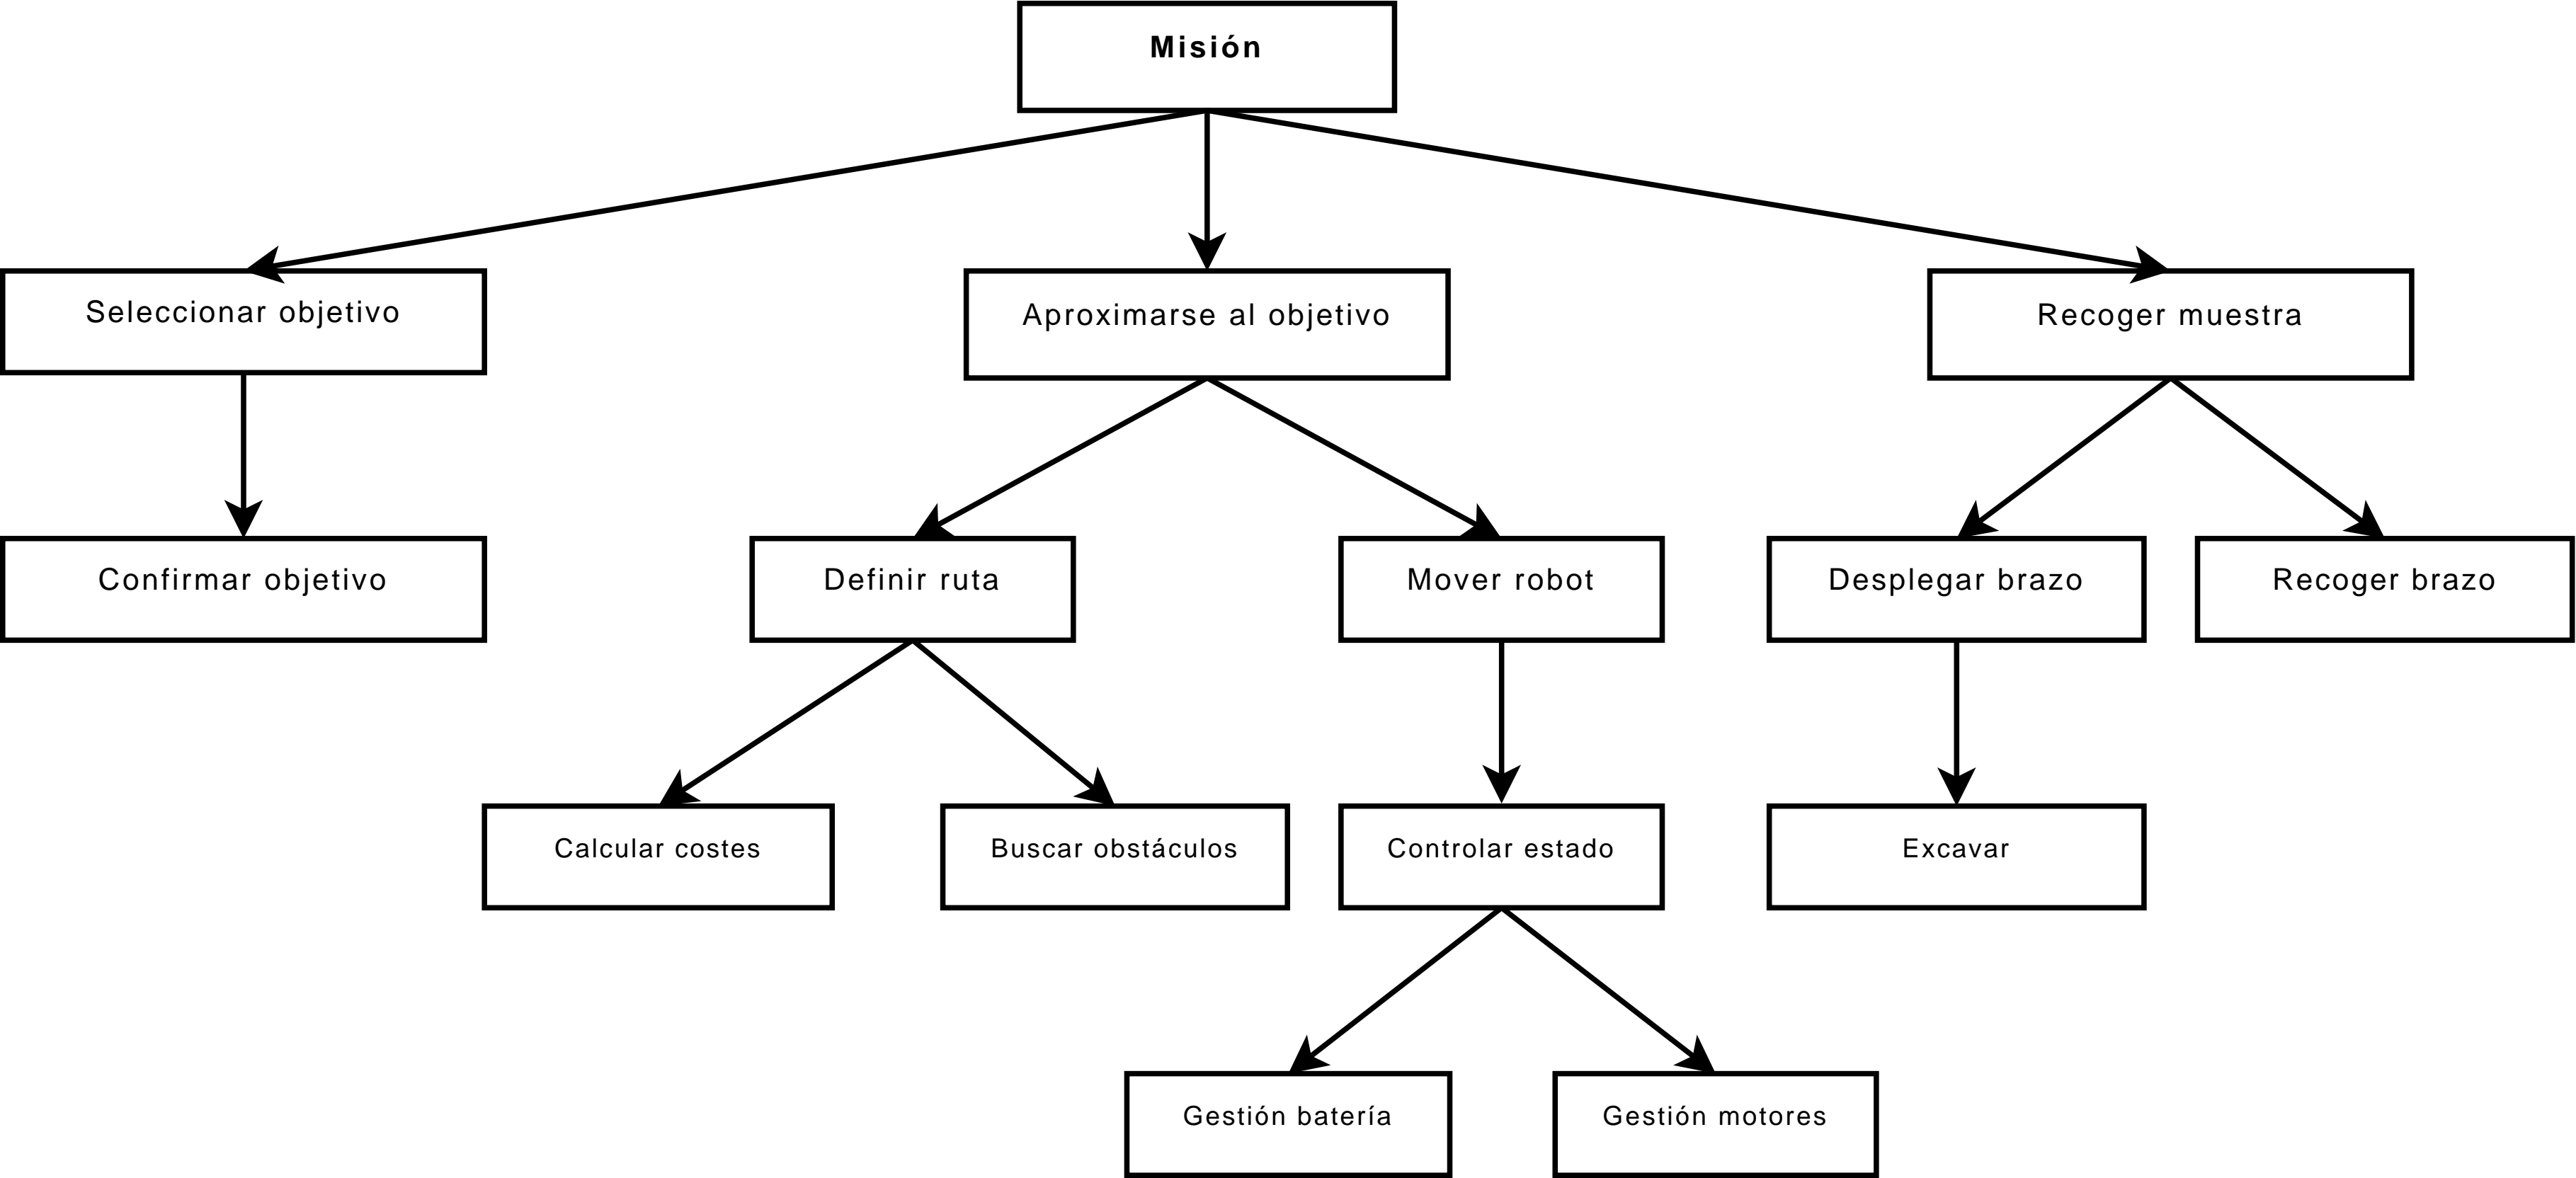 Misión
Seleccionar objetivo
Aproximarse al objetivo
Recoger muestra
Confirmar objetivo
Definir ruta
Mover robot
Desplegar brazo
Recoger brazo
Calcular costes
Buscar obstáculos
Controlar estado
Excavar
Gestión batería
Gestión motores